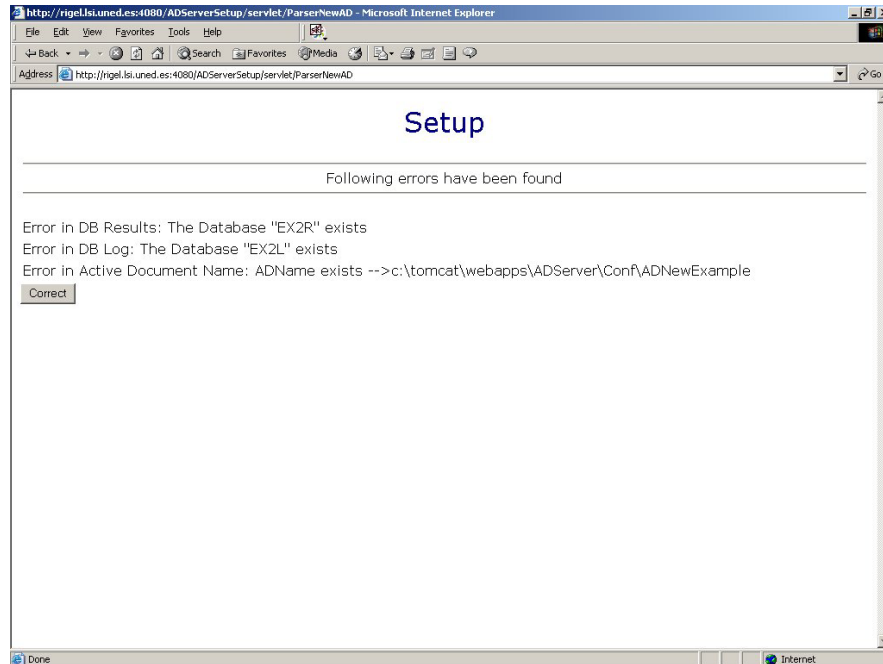 http://rigel.lsi.uned.es:4080/ADServerSetup/servlet/ParserNewAD - Microsoft Internet Explorer
File Edit View Favorites Tools Help
Back Search Favorites Media
Address http://rigel.lsi.uned.es:4080/ADServerSetup/servlet/ParserNewAD Go
Setup
Following errors have been found
Error in DB Results: The Database "EX2R" exists
Error in DB Log: The Database "EX2L" exists
Error in Active Document Name: ADName exists -->c:\tomcat\webapps\ADServer\Conf\ADNewExample
Correct
Done Internet